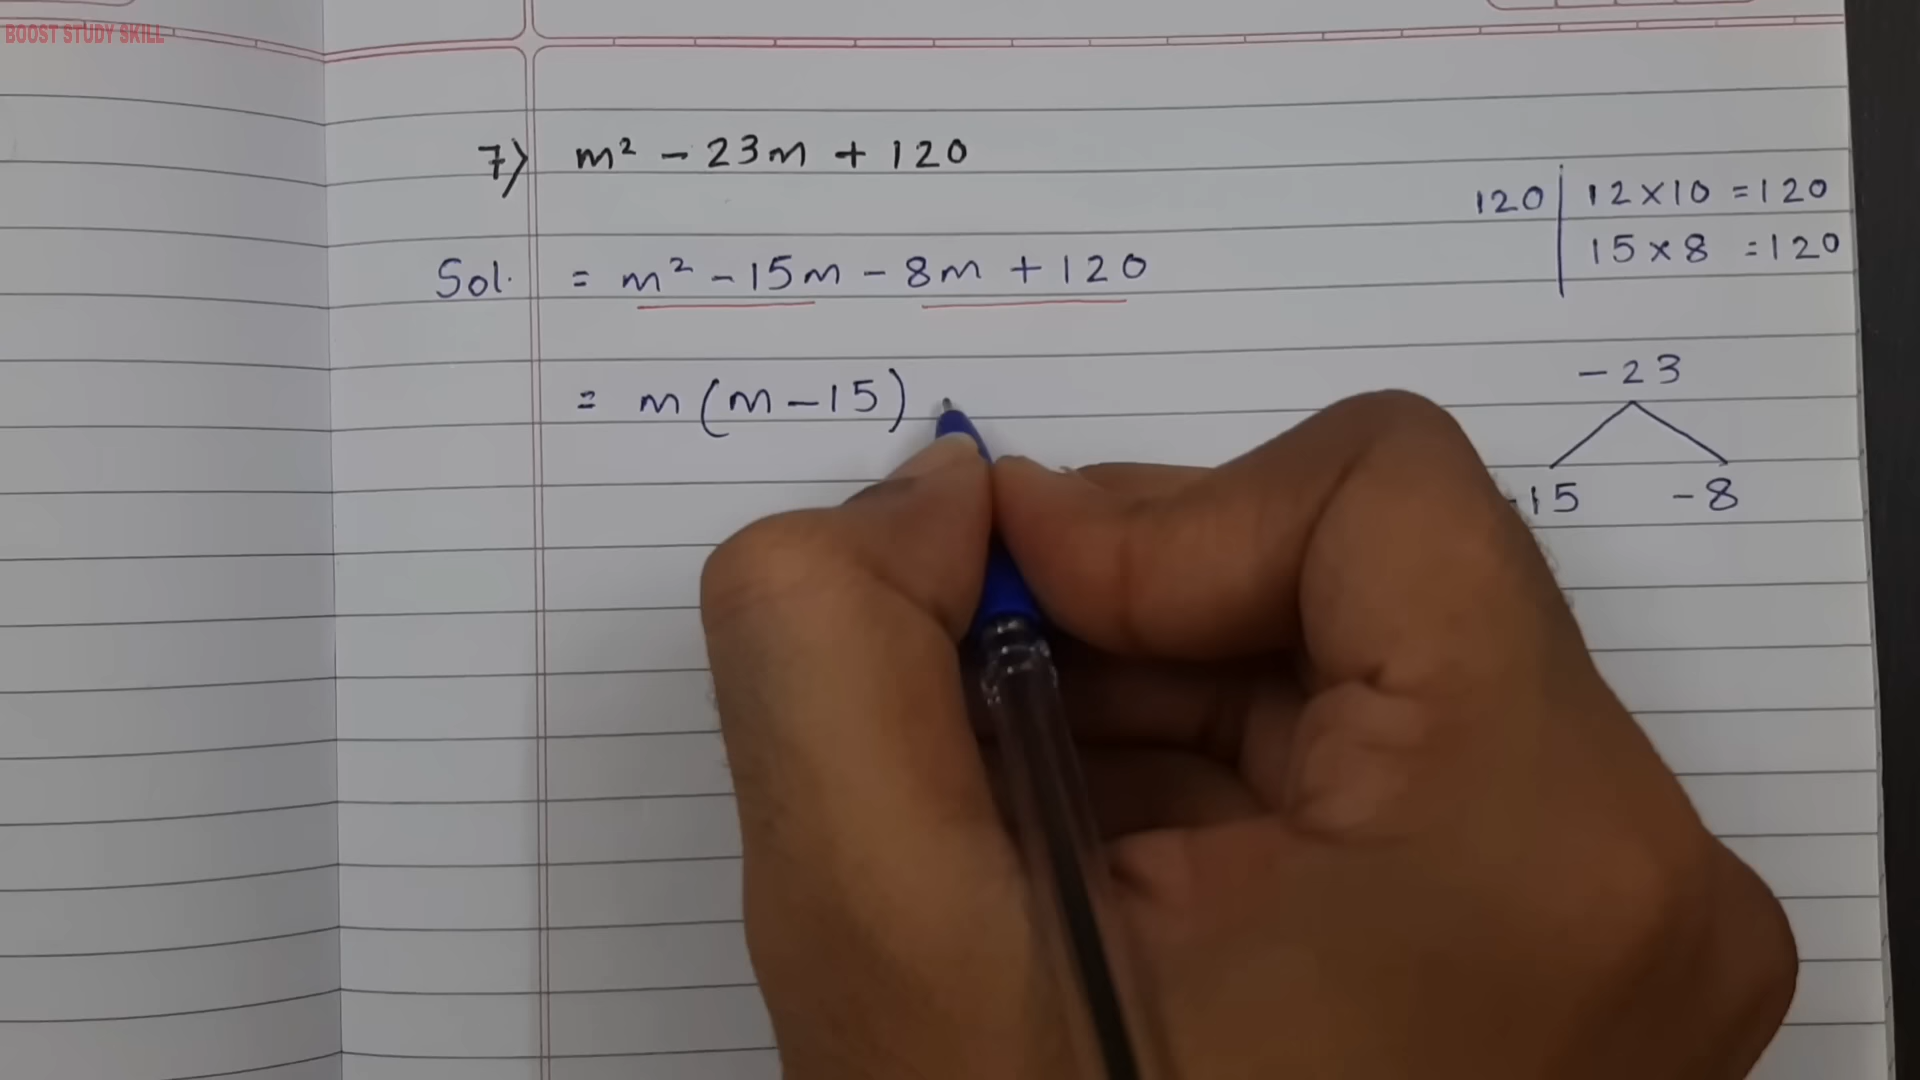 BOOST STUDY SKILL
7) m² - 23m + 120
120 | 12 × 10 = 120
15 × 8 = 120
Sol. = m² - 15m - 8m + 120
= m (m - 15)
- 23
-15 - 8